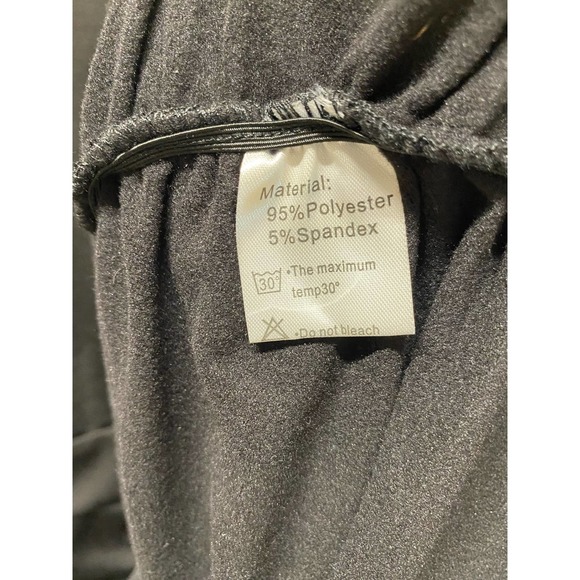 Material:
95%Polyester
5%Spandex
30° •The maximum
temp30°
•Do not bleach